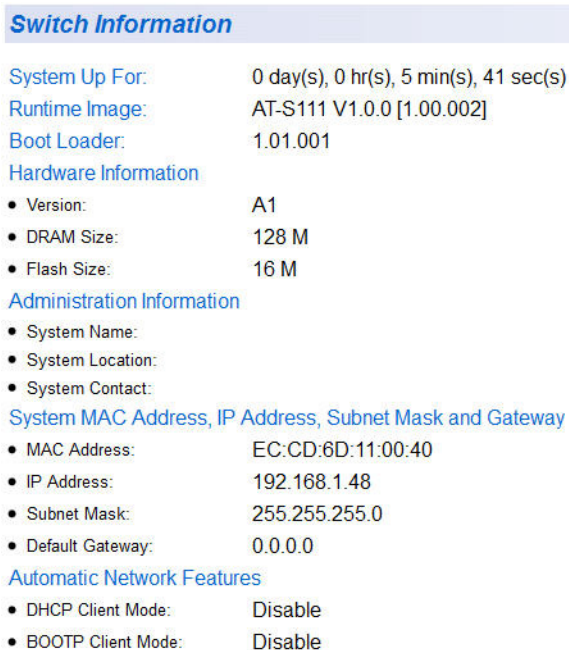 Switch Information
System Up For: 0 day(s), 0 hr(s), 5 min(s), 41 sec(s)
Runtime Image: AT-S111 V1.0.0 [1.00.002]
Boot Loader: 1.01.001
Hardware Information
• Version: A1
• DRAM Size: 128 M
• Flash Size: 16 M
Administration Information
• System Name:
• System Location:
• System Contact:
System MAC Address, IP Address, Subnet Mask and Gateway
• MAC Address: EC:CD:6D:11:00:40
• IP Address: 192.168.1.48
• Subnet Mask: 255.255.255.0
• Default Gateway: 0.0.0.0
Automatic Network Features
• DHCP Client Mode: Disable
• BOOTP Client Mode: Disable